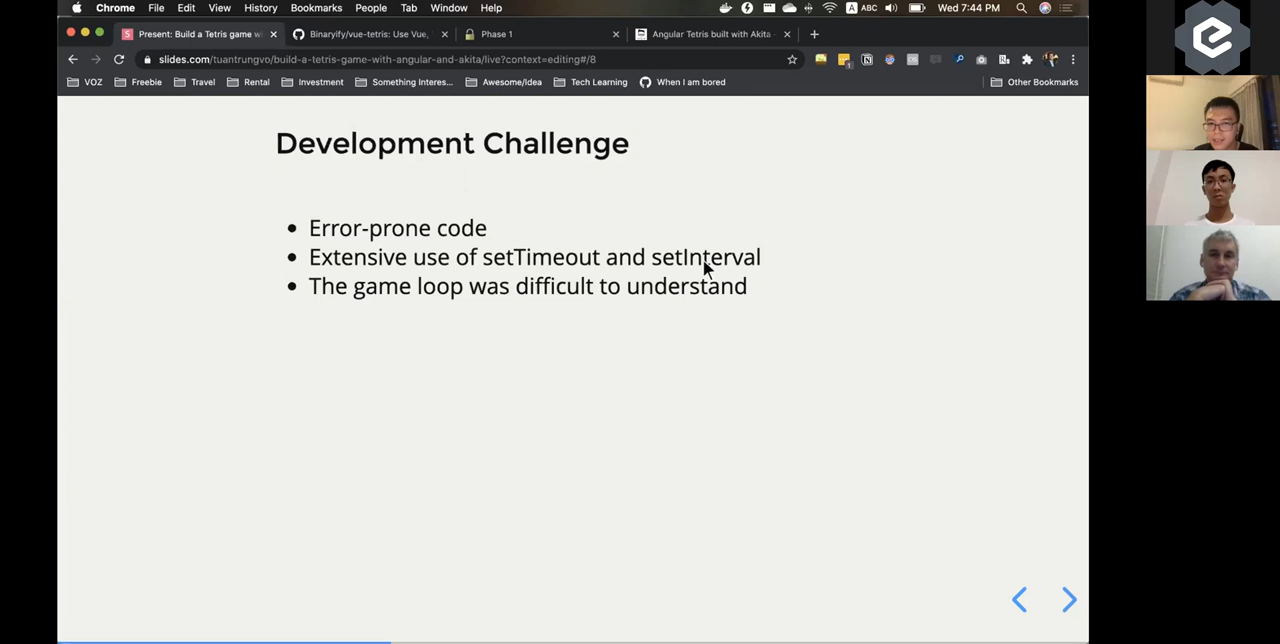 Chrome File Edit View History Bookmarks People Tab Window Help A ABC Wed 7:44 PM
Present: Build a Tetris game wi Binaryify/vue-tetris: Use Vue, Phase 1 Angular Tetris built with Akita
slides.com/tuantrungvo/build-a-tetris-game-with-angular-and-akita/live?context=editing#/8
VOZ Freebie Travel Rental Investment Something Interes... Awesome/Idea Tech Learning When I am bored Other Bookmarks
Development Challenge
• Error-prone code
• Extensive use of setTimeout and setInterval
• The game loop was difficult to understand